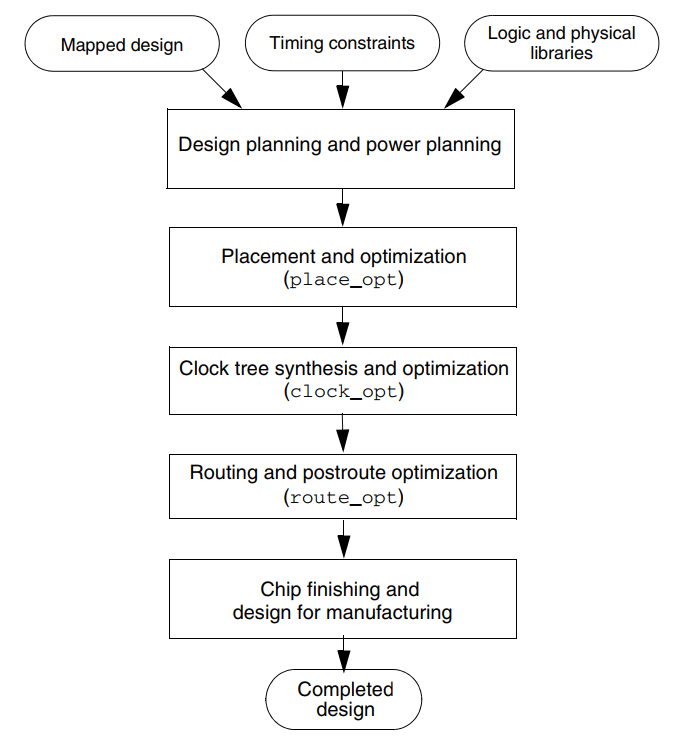 Mapped design
Timing constraints
Logic and physical
libraries
Design planning and power planning
Placement and optimization
(place_opt)
Clock tree synthesis and optimization
(clock_opt)
Routing and postroute optimization
(route_opt)
Chip finishing and
design for manufacturing
Completed
design